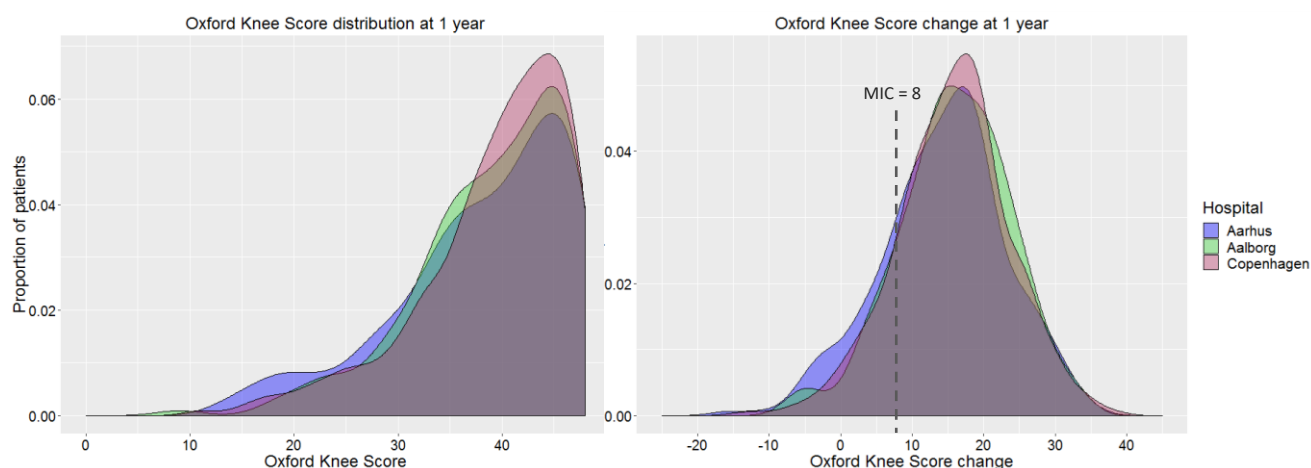 Oxford Knee Score distribution at 1 year
Proportion of patients
0.06
0.04
0.02
0.00
0
10
20
30
40
Oxford Knee Score
Oxford Knee Score change at 1 year
MIC = 8
0.04
0.02
0.00
-20
-10
0
10
20
30
40
Oxford Knee Score change
Hospital
Aarhus
Aalborg
Copenhagen